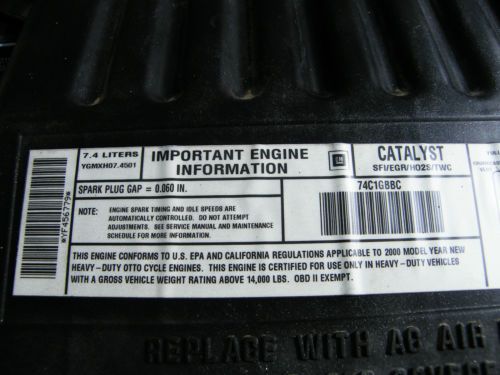 7.4 LITERS
YGMXH07.4501
IMPORTANT ENGINE
INFORMATION
GM
CATALYST
SFI/EGR/HO2S/TWC
SPARK PLUG GAP = 0.060 IN.
74C1GBBC
NOTE: ENGINE SPARK TIMING AND IDLE SPEEDS ARE
AUTOMATICALLY CONTROLLED. DO NOT ATTEMPT
ADJUSTMENTS. SEE SERVICE MANUAL AND MAINTENANCE
SCHEDULE FOR MORE INFORMATION.
*YF456779*
THIS ENGINE CONFORMS TO U.S. EPA AND CALIFORNIA REGULATIONS APPLICABLE TO 2000 MODEL YEAR NEW
HEAVY-DUTY OTTO CYCLE ENGINES. THIS ENGINE IS CERTIFIED FOR USE ONLY IN HEAVY-DUTY VEHICLES
WITH A GROSS VEHICLE WEIGHT RATING ABOVE 14,000 LBS. OBD II EXEMPT.
REPLACE WITH AC AIR